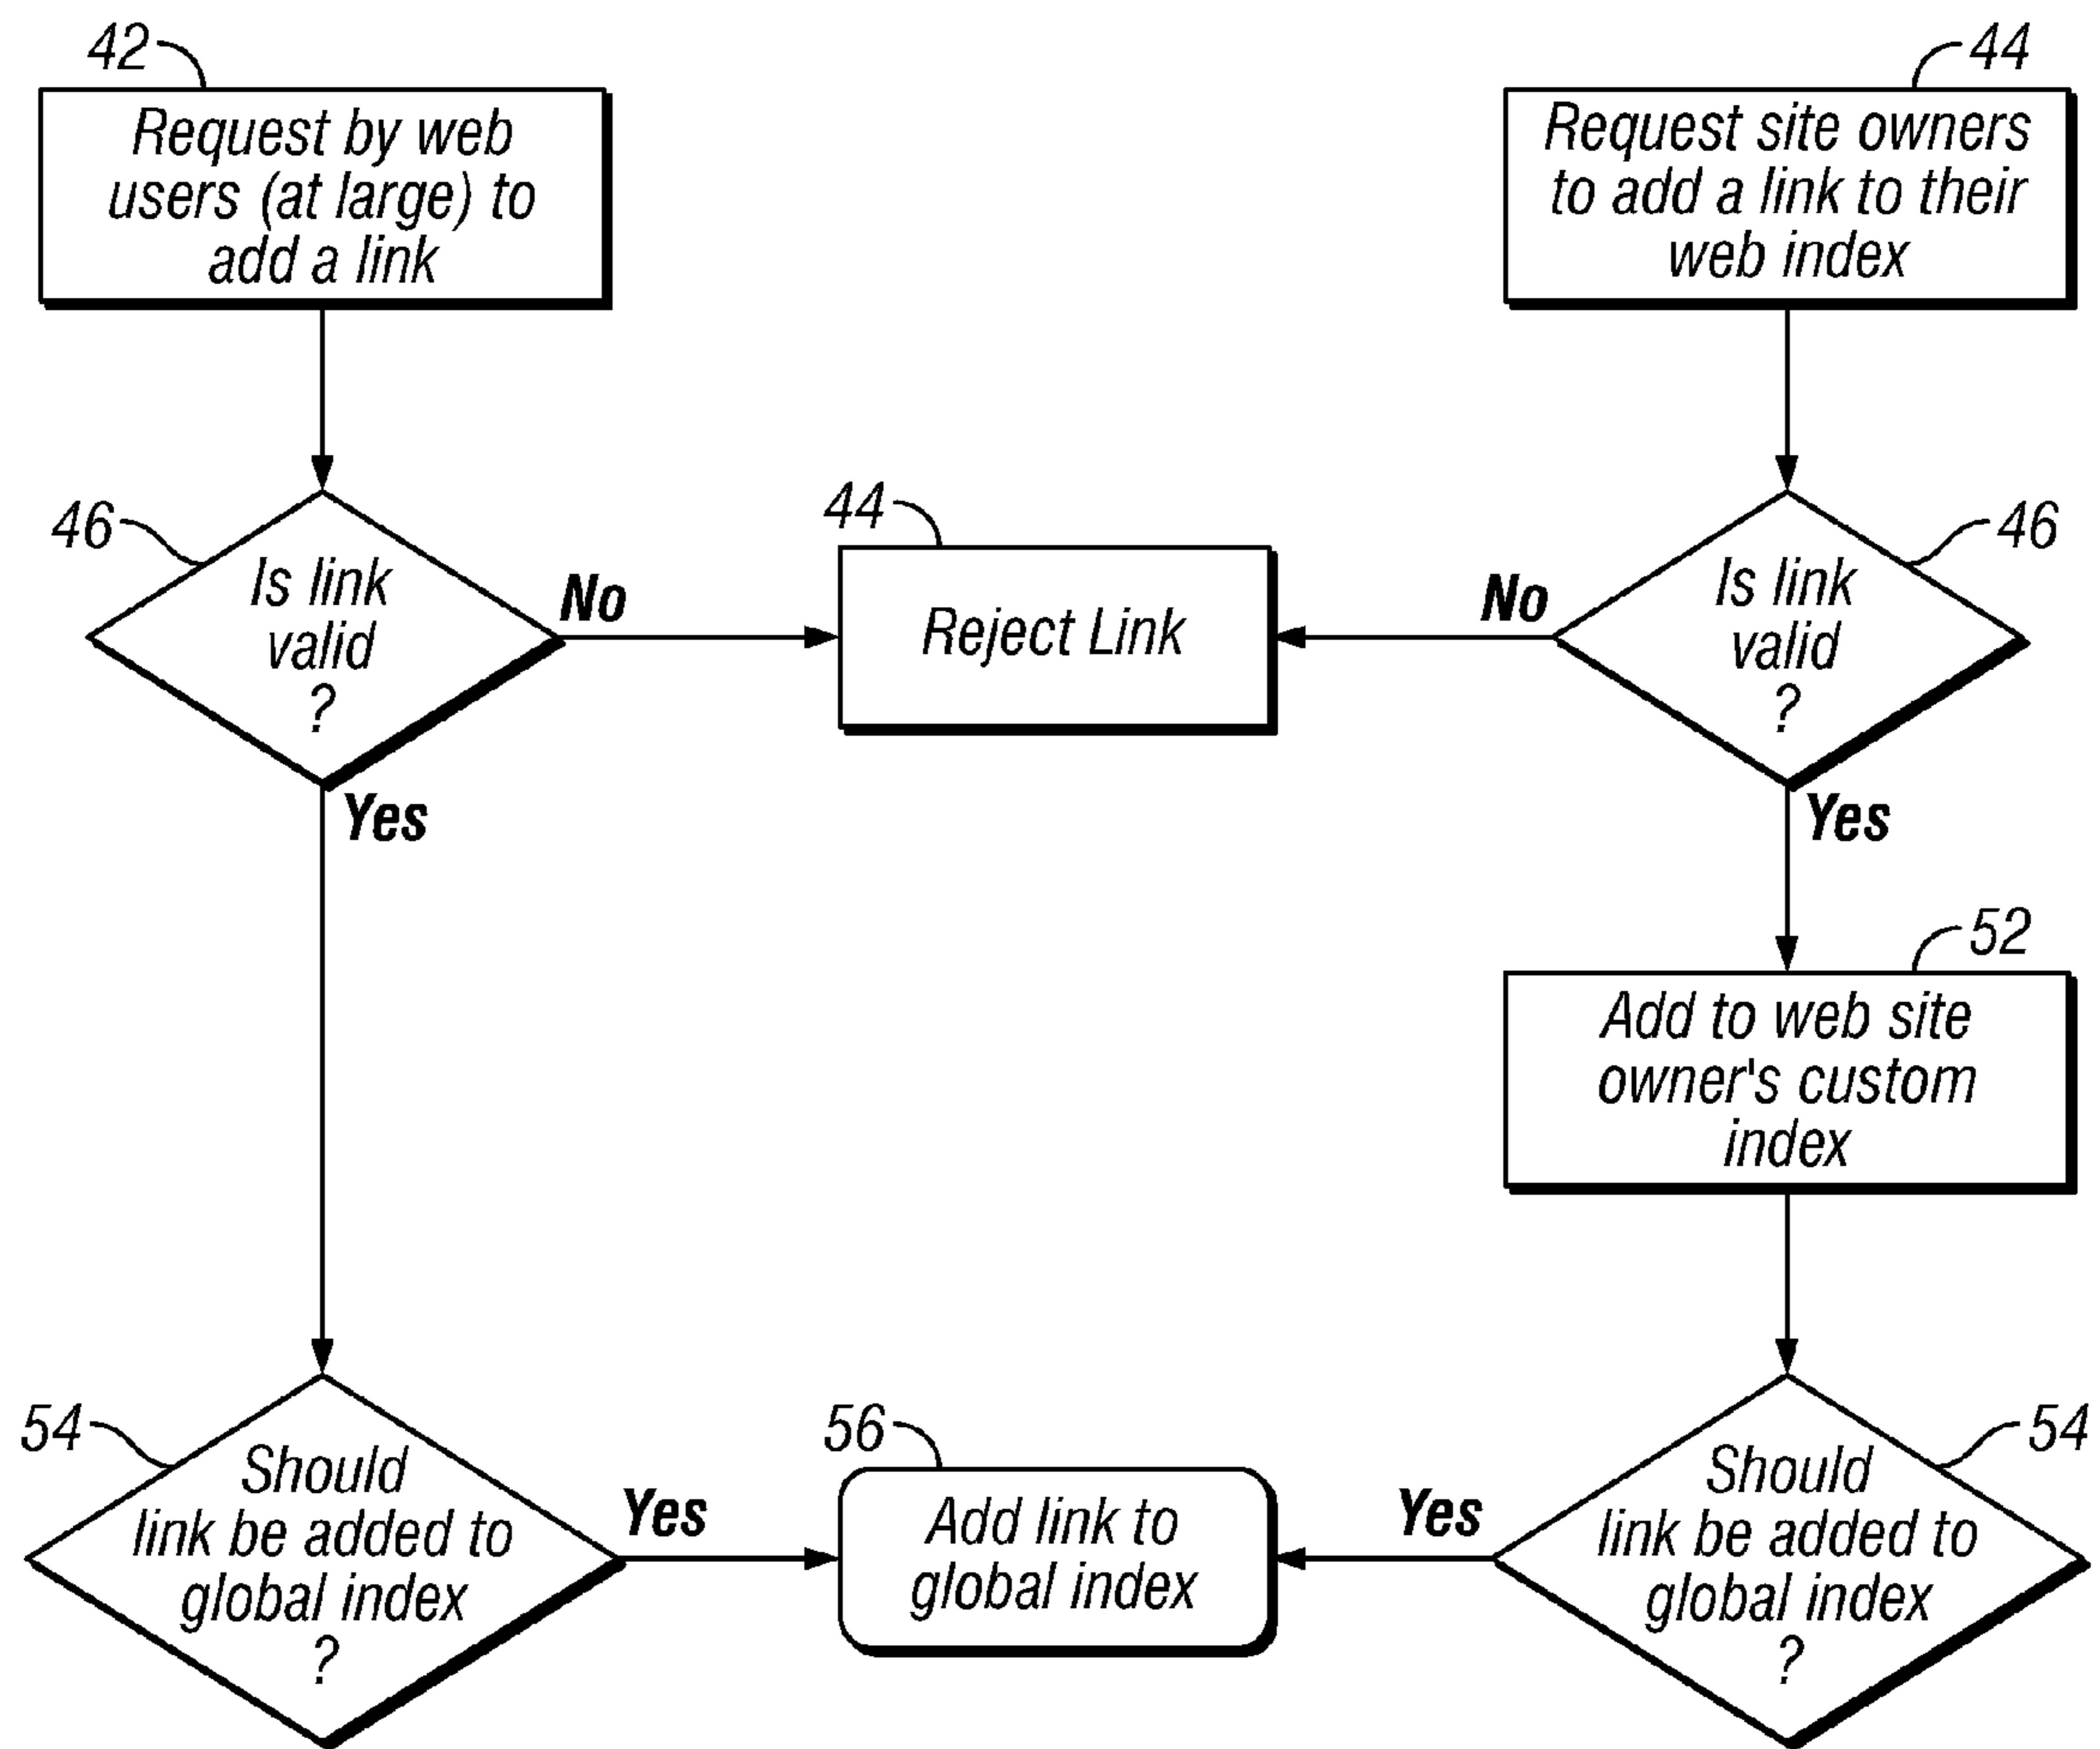 42
Request by web
users (at large) to
add a link
44
Request site owners
to add a link to their
web index
46
Is link
valid
?
No
Yes
44
Reject Link
No
46
Is link
valid
?
Yes
52
Add to web site
owner's custom
index
54
Should
link be added to
global index
?
Yes
56
Add link to
global index
Yes
54
Should
link be added to
global index
?